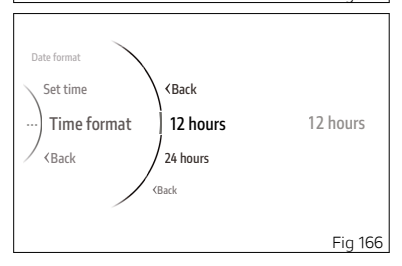 Date format
Set time
‹Back
... Time format
12 hours
12 hours
‹Back
24 hours
‹Back
Fig 166